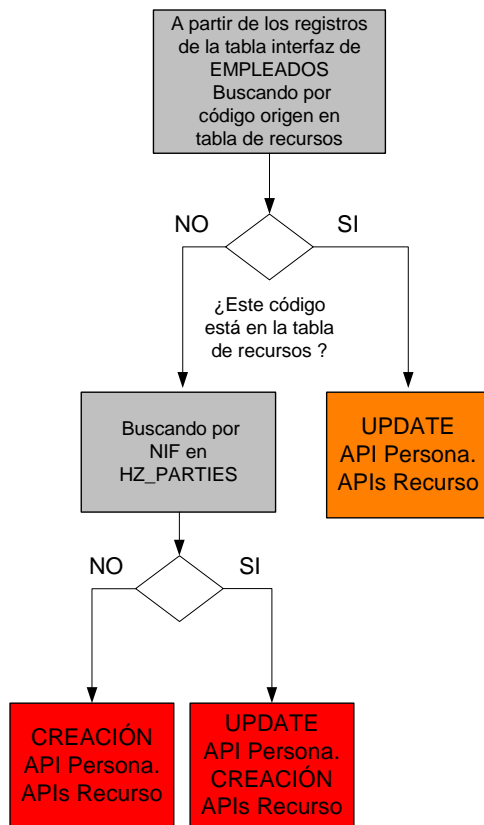 A partir de los registros
de la tabla interfaz de
EMPLEADOS
Buscando por
código origen en
tabla de recursos
NO
SI
¿Este código
está en la tabla
de recursos ?
Buscando por
NIF en
HZ_PARTIES
UPDATE
API Persona.
APIs Recurso
NO
SI
CREACIÓN
API Persona.
APIs Recurso
UPDATE
API Persona.
CREACIÓN
APIs Recurso